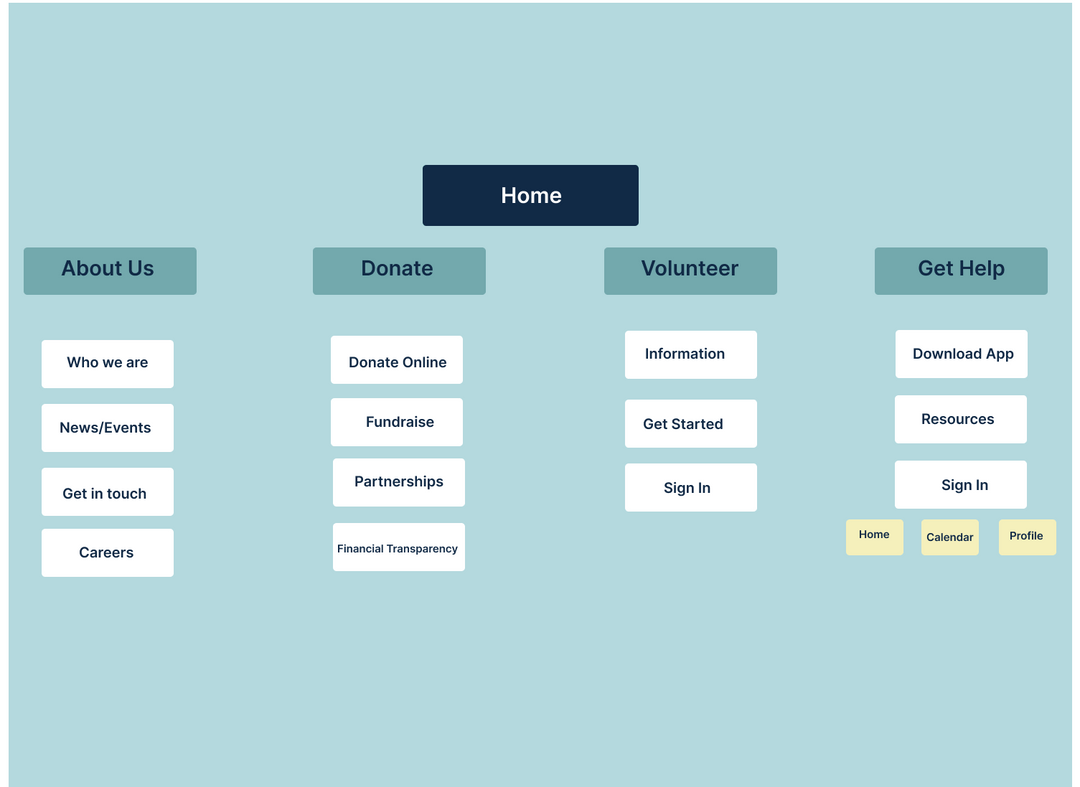 Home
About Us
Donate
Volunteer
Get Help
Who we are
News/Events
Get in touch
Careers
Donate Online
Fundraise
Partnerships
Financial Transparency
Information
Get Started
Sign In
Download App
Resources
Sign In
Home
Calendar
Profile